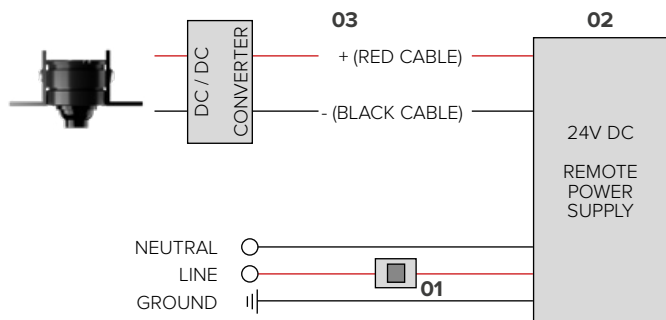 03
02
DC / DC
CONVERTER
+ (RED CABLE)
- (BLACK CABLE)
24V DC
REMOTE
POWER
SUPPLY
NEUTRAL
LINE
01
GROUND